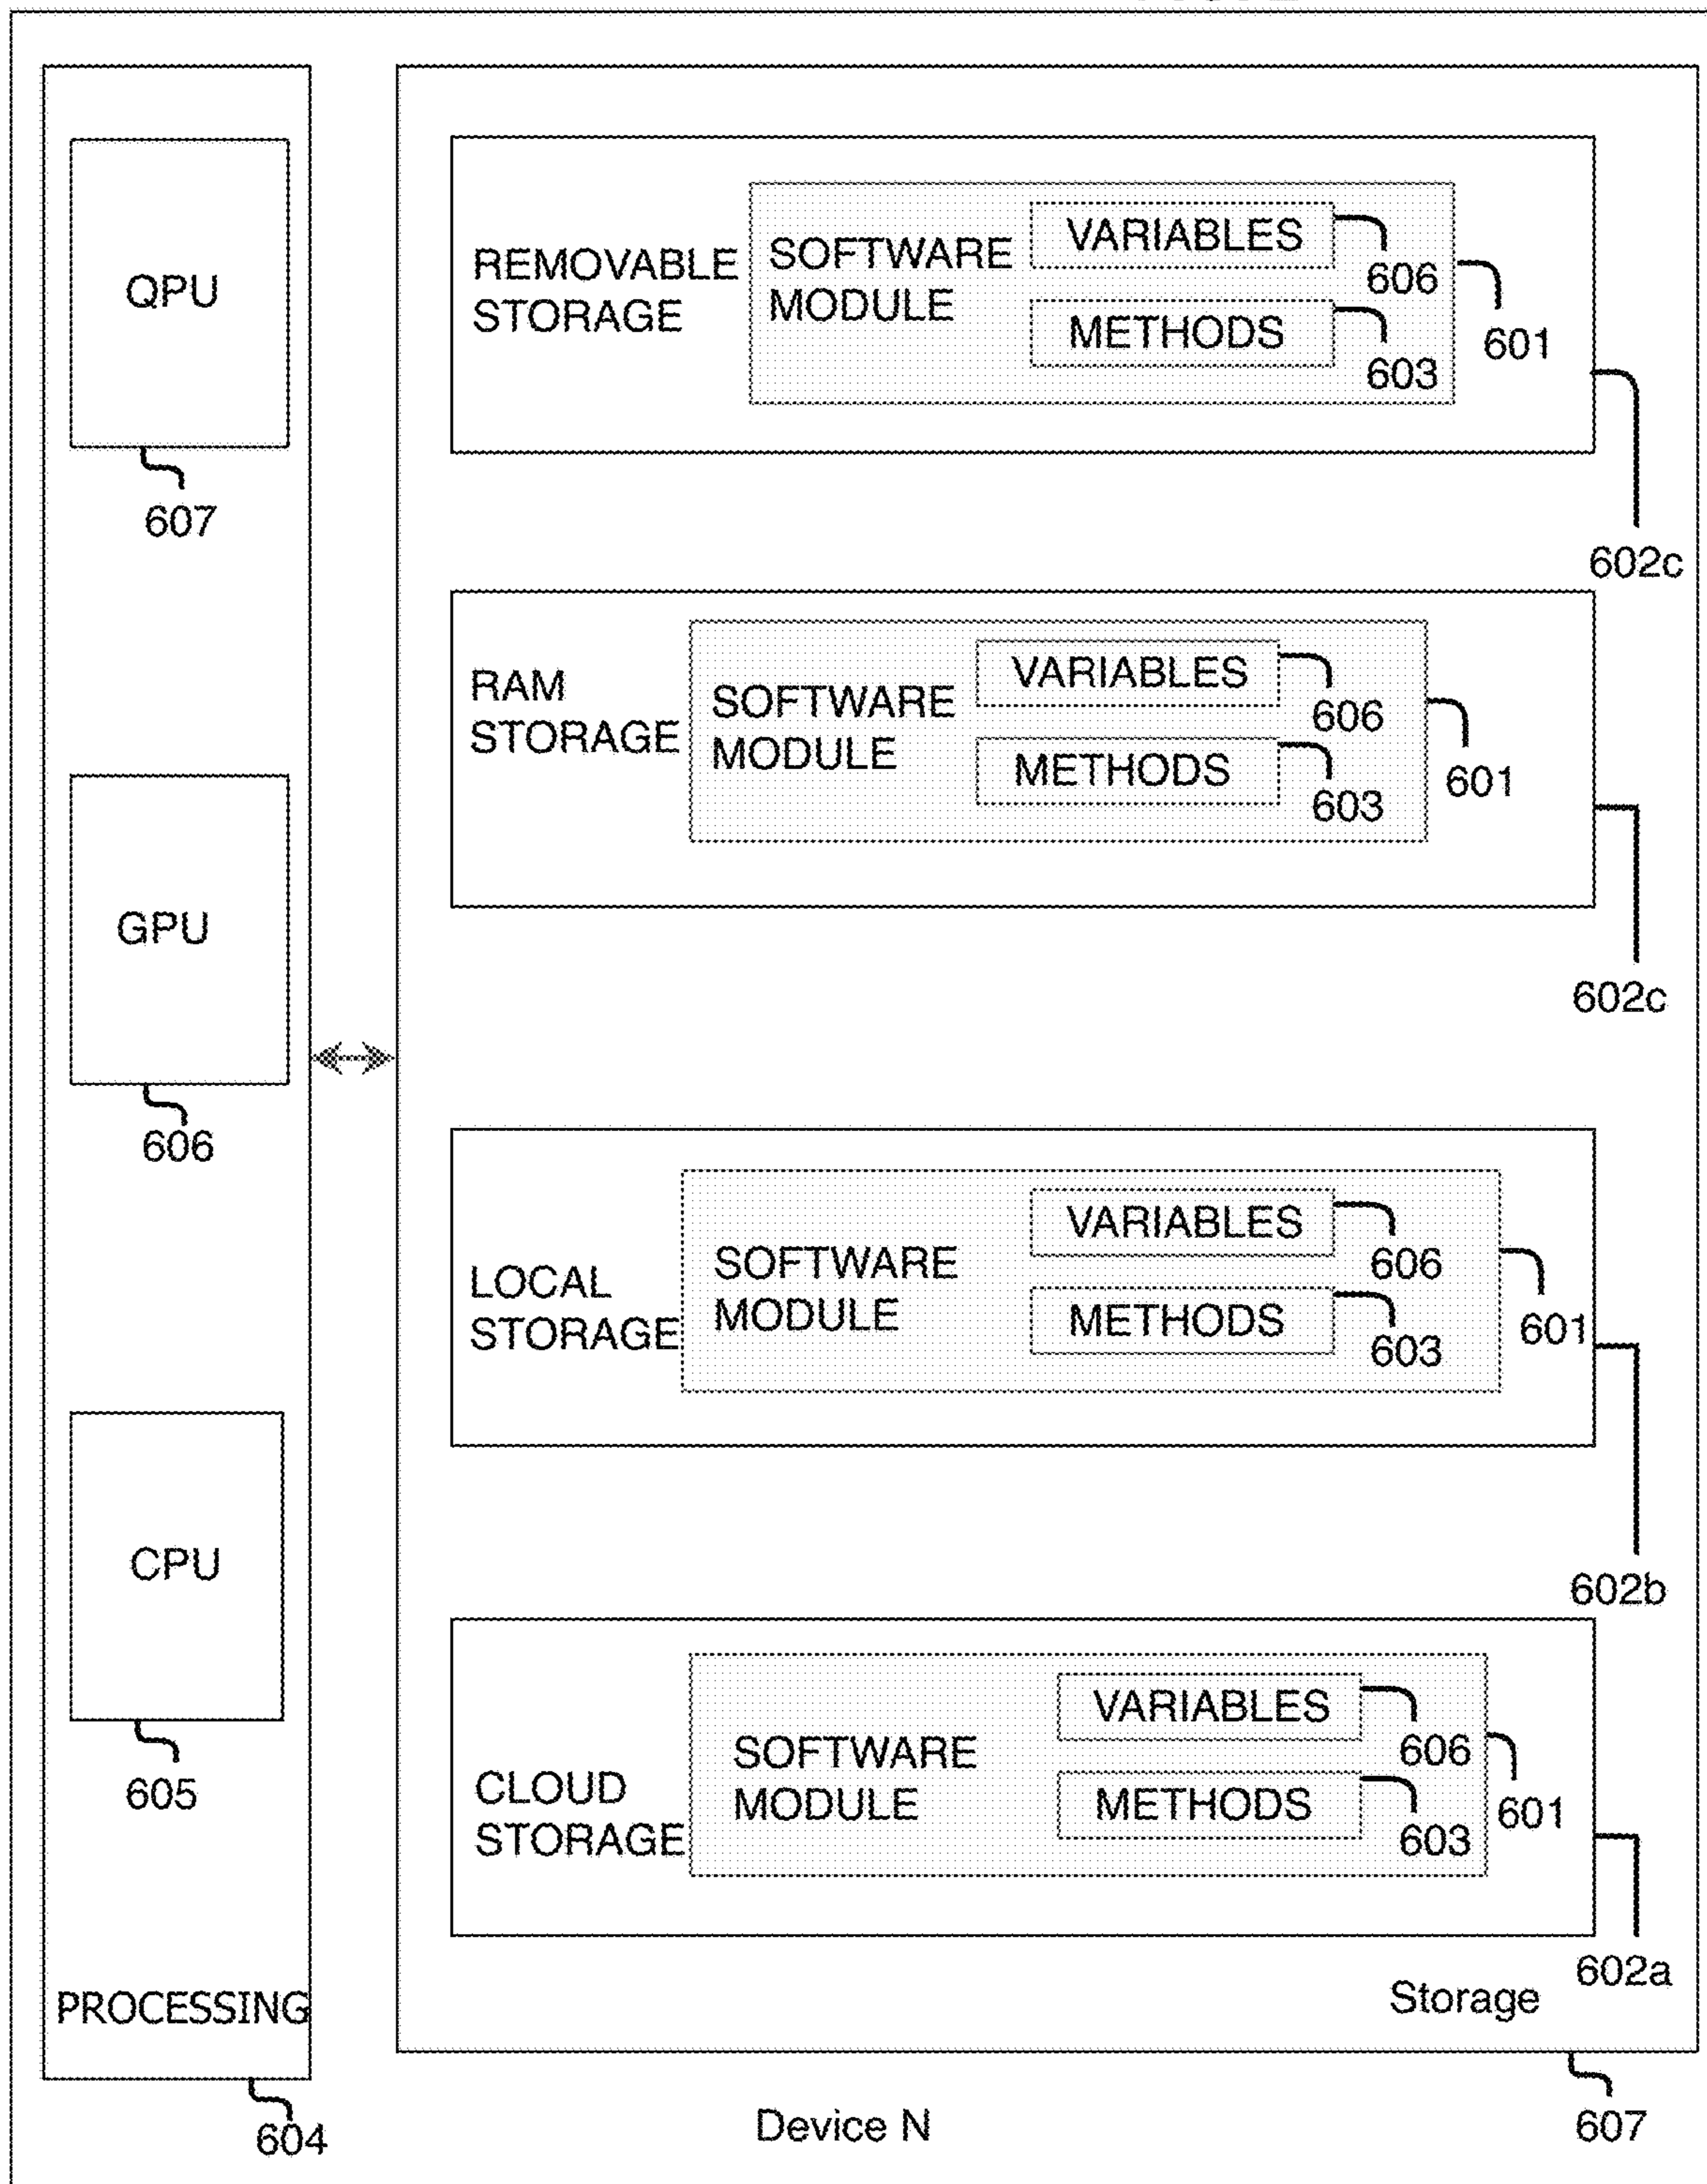 QPU
607
GPU
606
CPU
605
PROCESSING
604
REMOVABLE
STORAGE
SOFTWARE
MODULE
VARIABLES
606
METHODS
603
601
602c
RAM
STORAGE
SOFTWARE
MODULE
VARIABLES
606
METHODS
603
601
602c
LOCAL
STORAGE
SOFTWARE
MODULE
VARIABLES
606
METHODS
603
601
602b
CLOUD
STORAGE
SOFTWARE
MODULE
VARIABLES
606
METHODS
603
601
602a
Storage
607
Device N